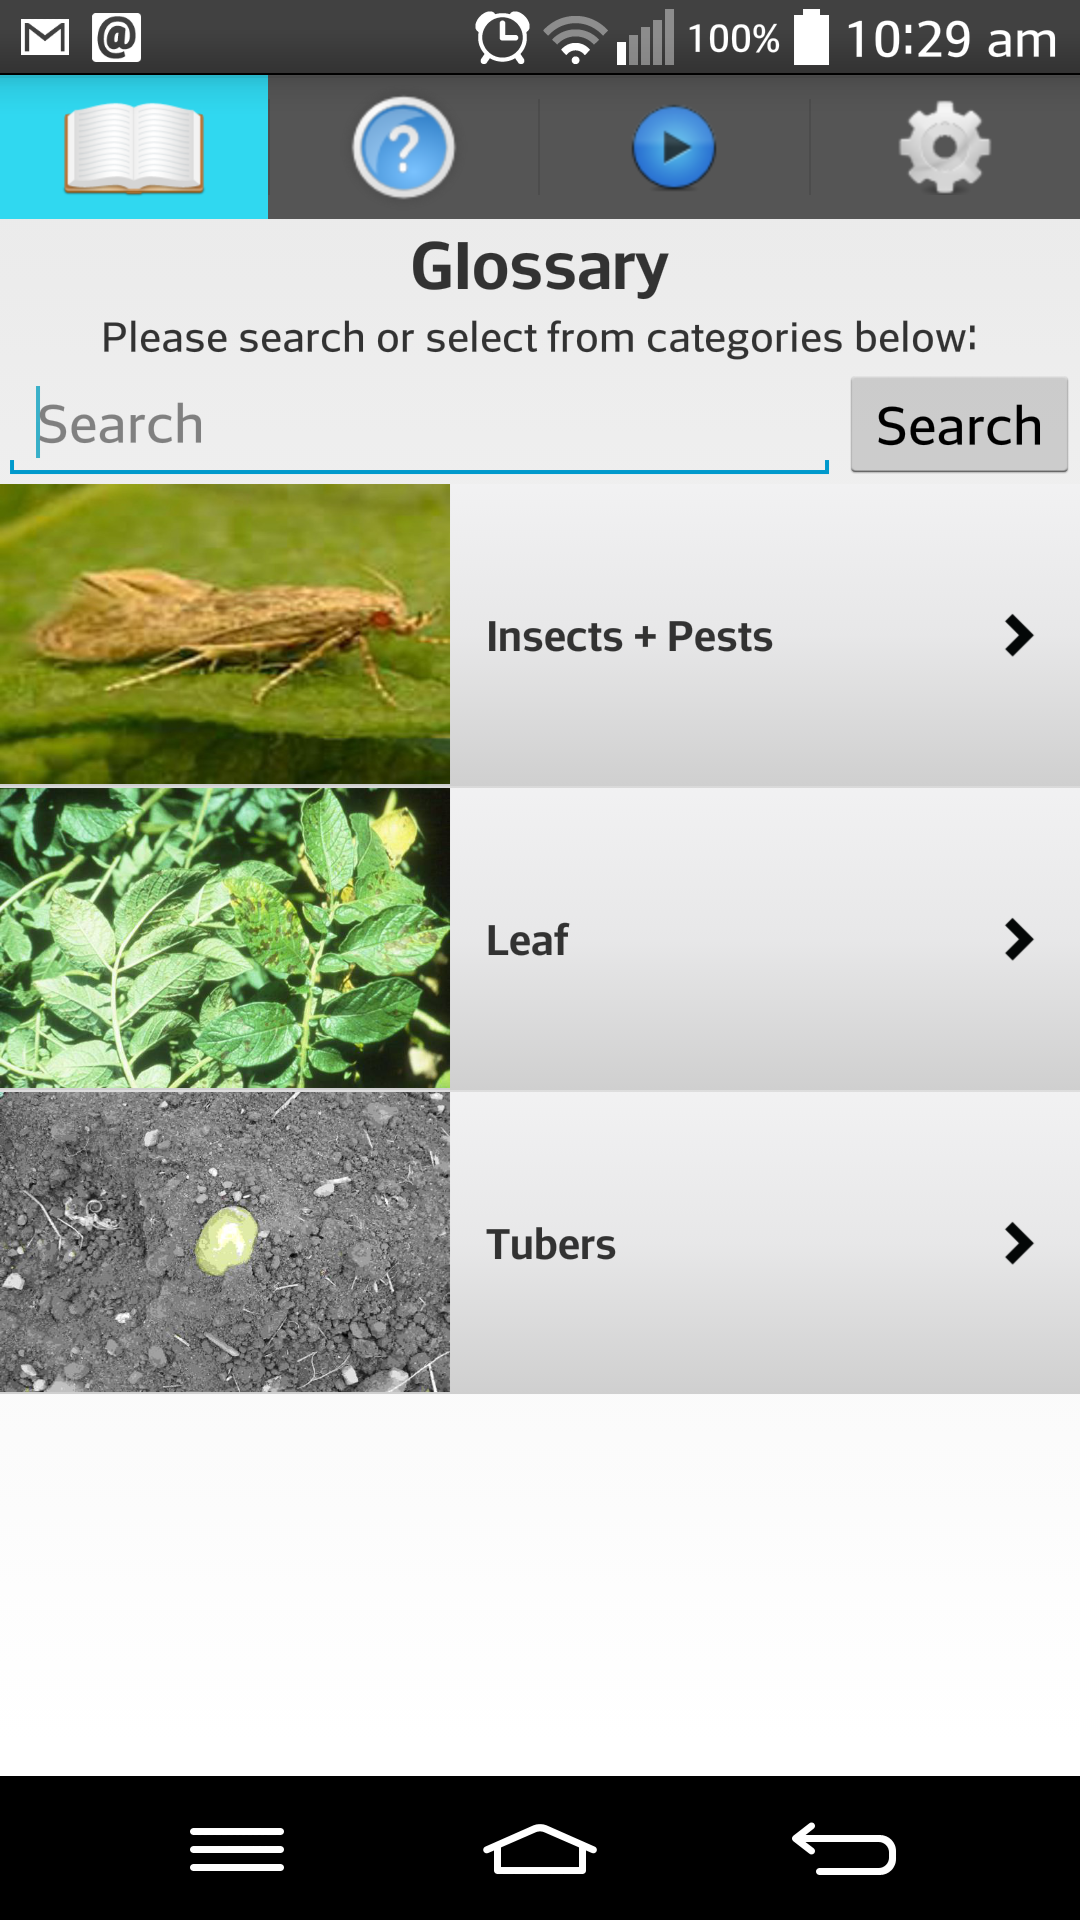 100% 10:29 am
Glossary
Please search or select from categories below:
Search Search
Insects + Pests
Leaf
Tubers